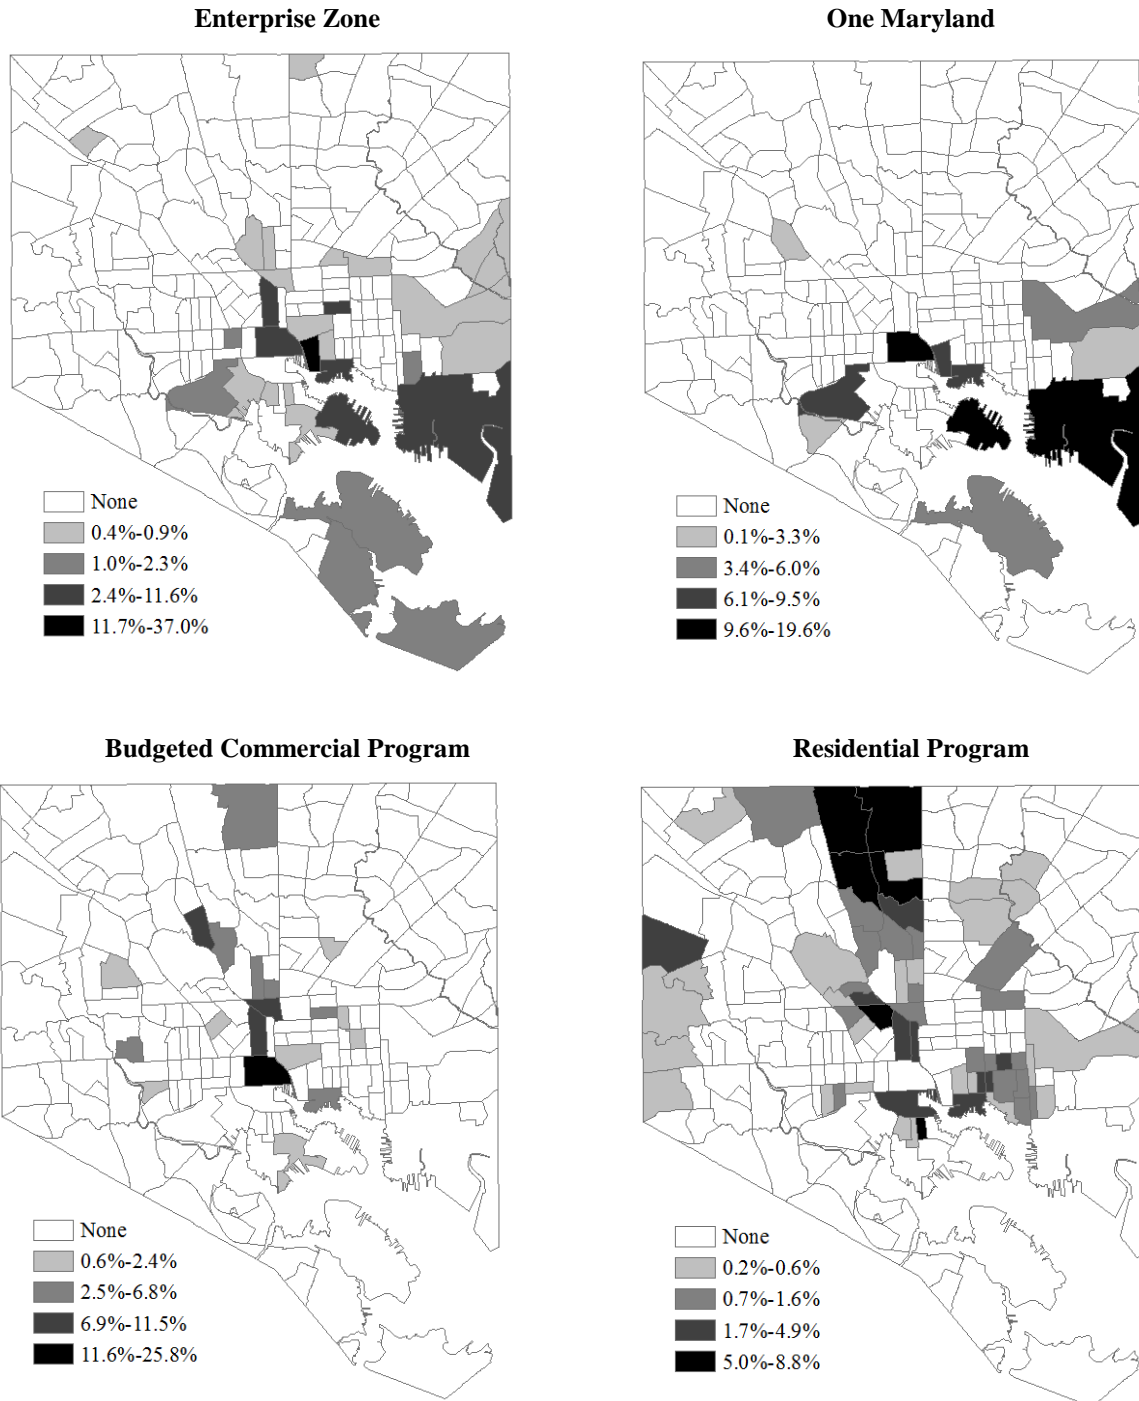 Enterprise Zone
One Maryland
None
0.4%-0.9%
1.0%-2.3%
2.4%-11.6%
11.7%-37.0%
None
0.1%-3.3%
3.4%-6.0%
6.1%-9.5%
9.6%-19.6%
Budgeted Commercial Program
Residential Program
None
0.6%-2.4%
2.5%-6.8%
6.9%-11.5%
11.6%-25.8%
None
0.2%-0.6%
0.7%-1.6%
1.7%-4.9%
5.0%-8.8%